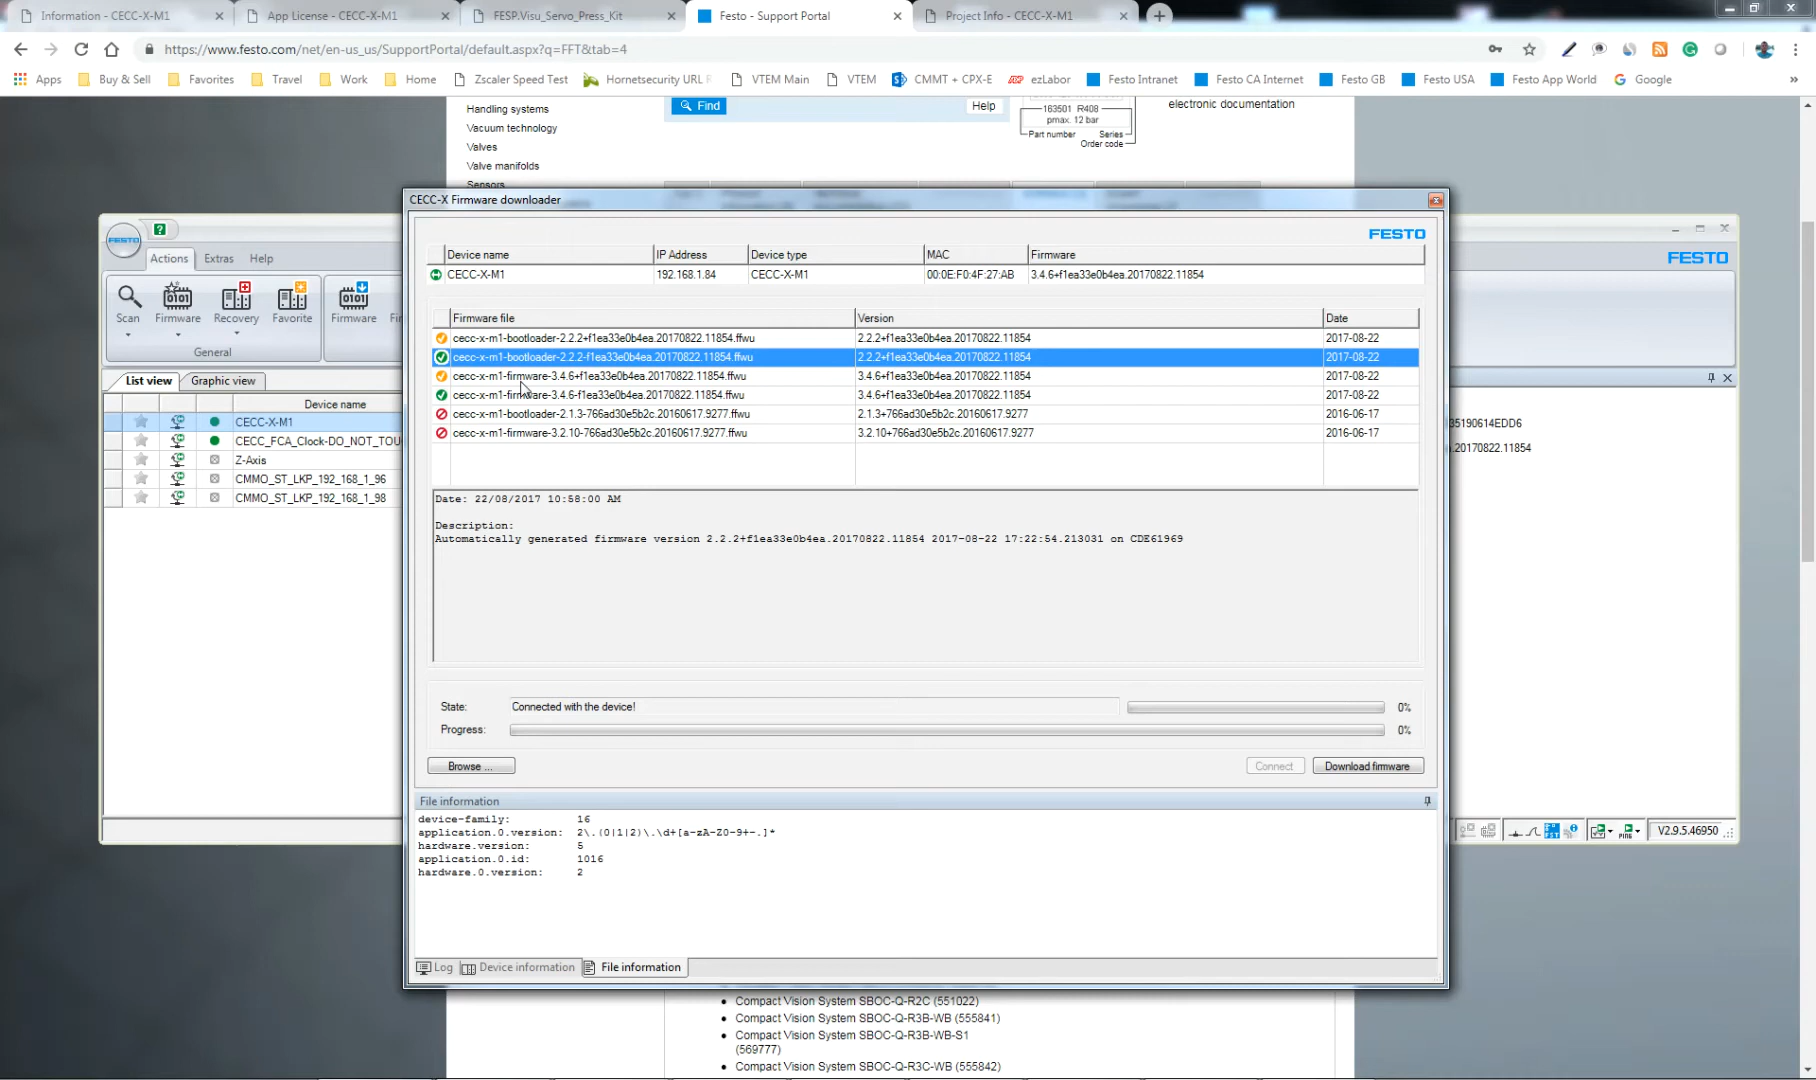 Information - CECC-X-M1
App License - CECC-X-M1
FESP.Visu_Servo_Press_Kit
Festo - Support Portal
Project Info - CECC-X-M1
https://www.festo.com/net/en-us_us/SupportPortal/default.aspx?q=FFT&tab=4
Apps
Buy & Sell
Favorites
Travel
Work
Home
Zscaler Speed Test
Hornetsecurity URL
VTEM Main
VTEM
CMMT + CPX-E
ezLabor
Festo Intranet
Festo CA Internet
Festo GB
Festo USA
Festo App World
Google
Handling systems
Vacuum technology
Valves
Valve manifolds
Sensors
Find
Help
163501 R408
pmax. 12 bar
Part number Series
Order code
electronic documentation
FESTO
Actions Extras Help
Scan Firmware Recovery Favorite Firmware
General
List view Graphic view
Device name
CECC-X-M1
CECC_FCA_Clock-DO_NOT_TOU
Z-Axis
CMMO_ST_LKP_192_168_1_96
CMMO_ST_LKP_192_168_1_98
FESTO
35190614EDD6
.20170822.11854
V2.9.5.46950
CECC-X Firmware downloader
FESTO
Device name IP Address Device type MAC Firmware
CECC-X-M1 192.168.1.84 CECC-X-M1 00:0E:F0:4F:27:AB 3.4.6+f1ea33e0b4ea.20170822.11854
Firmware file Version Date
cecc-x-m1-bootloader-2.2.2+f1ea33e0b4ea.20170822.11854.ffwu 2.2.2+f1ea33e0b4ea.20170822.11854 2017-08-22
cecc-x-m1-bootloader-2.2.2-f1ea33e0b4ea.20170822.11854.ffwu 2.2.2+f1ea33e0b4ea.20170822.11854 2017-08-22
cecc-x-m1-firmware-3.4.6+f1ea33e0b4ea.20170822.11854.ffwu 3.4.6+f1ea33e0b4ea.20170822.11854 2017-08-22
cecc-x-m1-firmware-3.4.6-f1ea33e0b4ea.20170822.11854.ffwu 3.4.6+f1ea33e0b4ea.20170822.11854 2017-08-22
cecc-x-m1-bootloader-2.1.3-766ad30e5b2c.20160617.9277.ffwu 2.1.3+766ad30e5b2c.20160617.9277 2016-06-17
cecc-x-m1-firmware-3.2.10-766ad30e5b2c.20160617.9277.ffwu 3.2.10+766ad30e5b2c.20160617.9277 2016-06-17
Date: 22/08/2017 10:58:00 AM
Description:
Automatically generated firmware version 2.2.2+f1ea33e0b4ea.20170822.11854 2017-08-22 17:22:54.213031 on CDE61969
State: Connected with the device! 0%
Progress: 0%
Browse ... Connect Download firmware
File information
device-family: 16
application.0.version: 2\.(0|1|2)\.\d+[a-zA-Z0-9+-.]*
hardware.version: 5
application.0.id: 1016
hardware.0.version: 2
Log Device information File information
Compact Vision System SBOC-Q-R2C (551022)
Compact Vision System SBOC-Q-R3B-WB (555841)
Compact Vision System SBOC-Q-R3B-WB-S1
(569777)
Compact Vision System SBOC-Q-R3C-WB (555842)